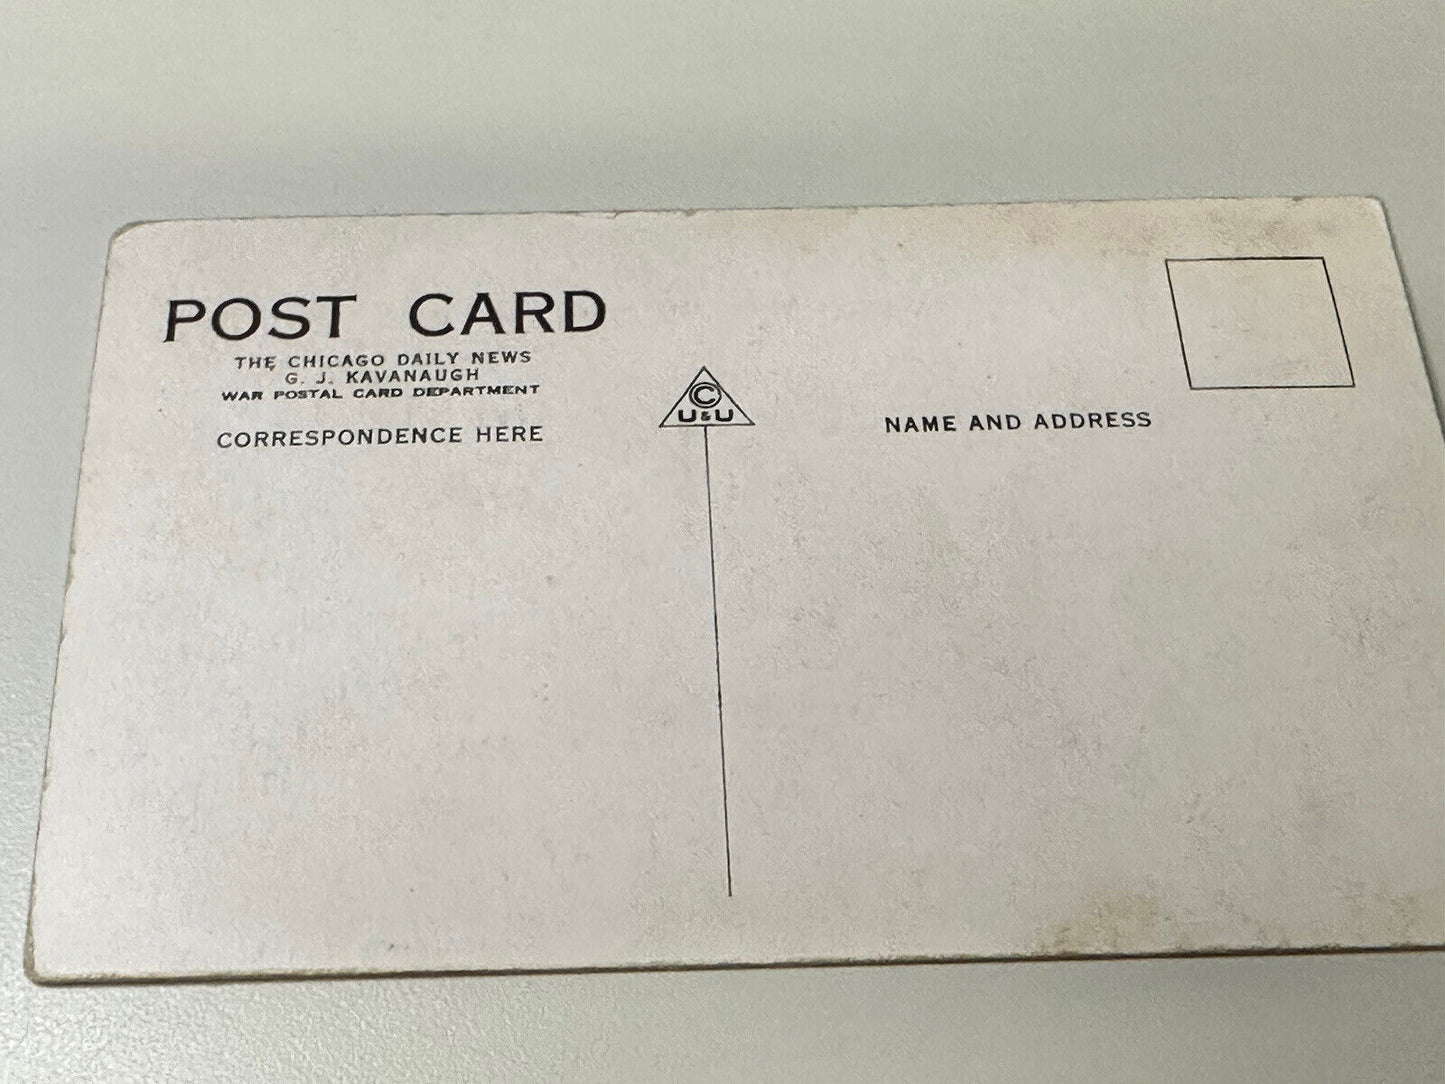 POST CARD
THE CHICAGO DAILY NEWS
G. J. KAVANAUGH
WAR POSTAL CARD DEPARTMENT
CORRESPONDENCE HERE
©
U & U
NAME AND ADDRESS